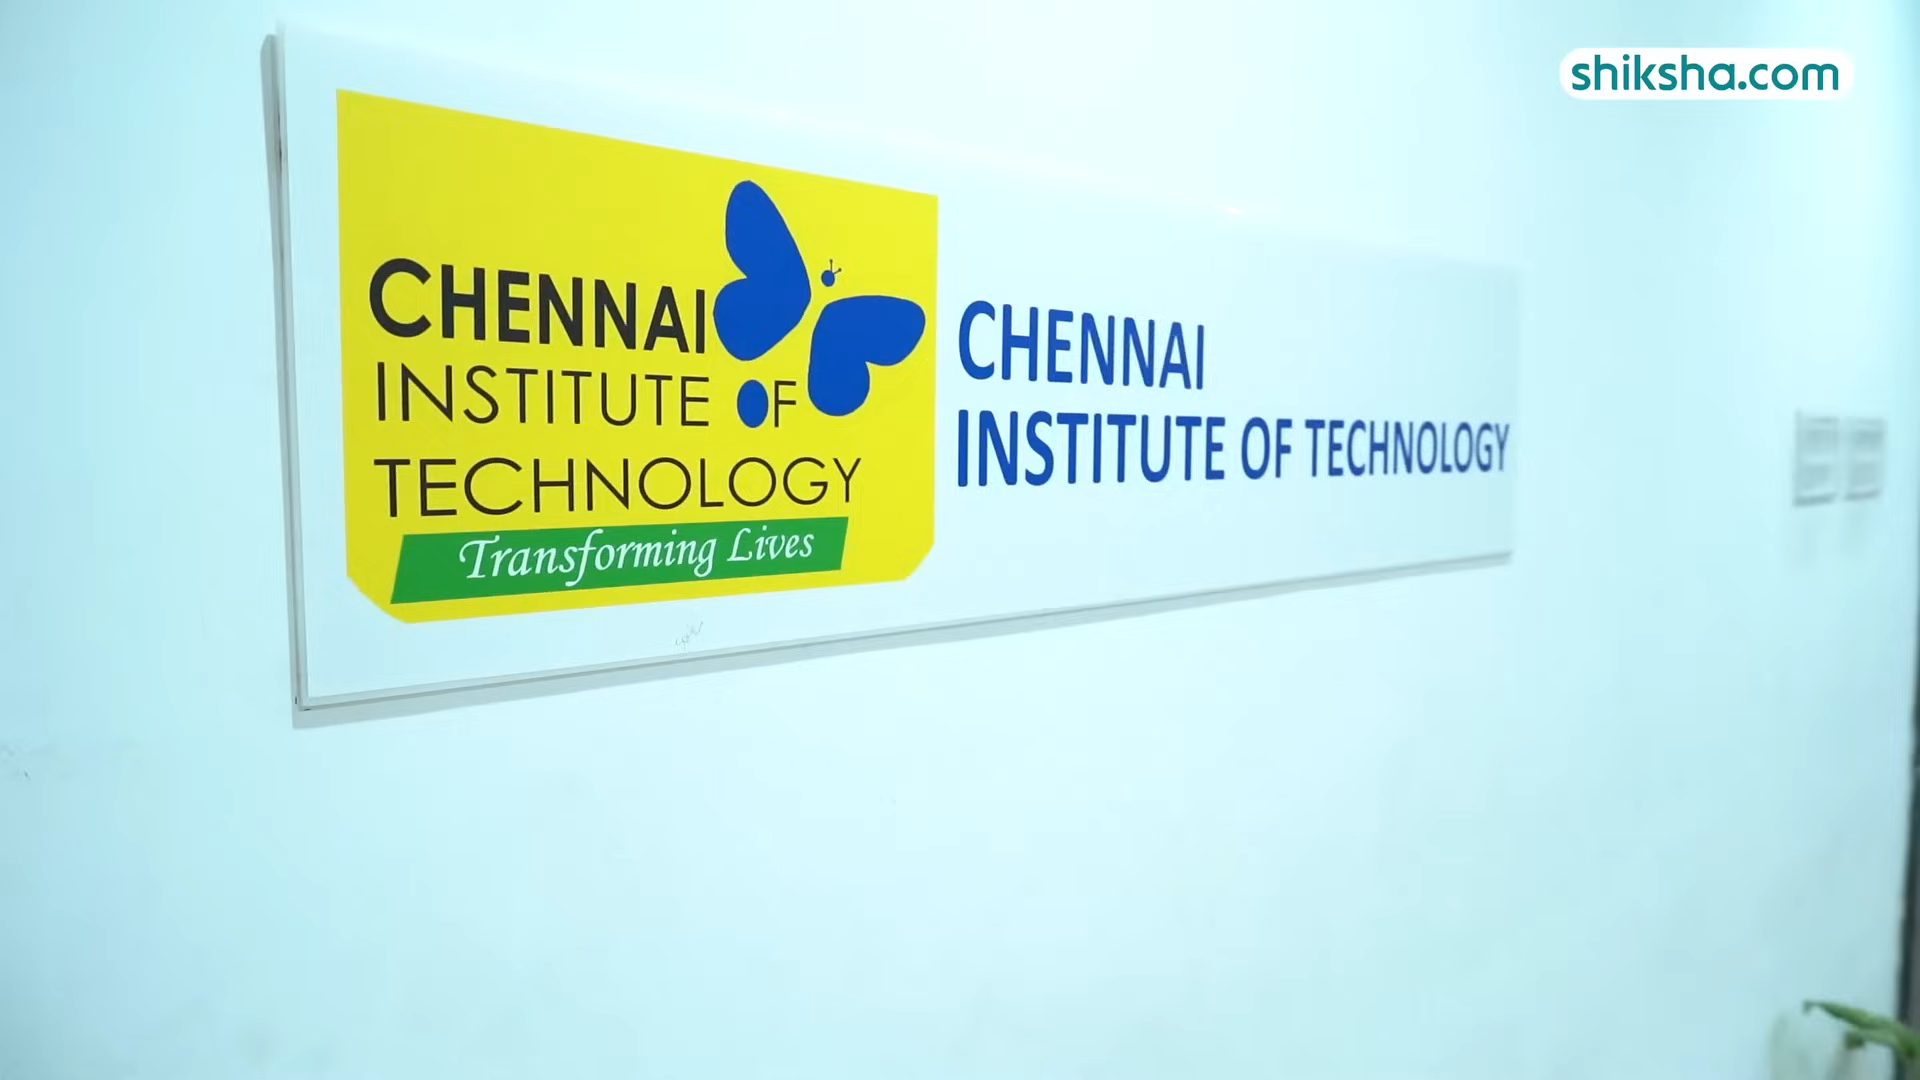 shiksha.com
CHENNAI
INSTITUTE OF
TECHNOLOGY
Transforming Lives
CHENNAI
INSTITUTE OF TECHNOLOGY